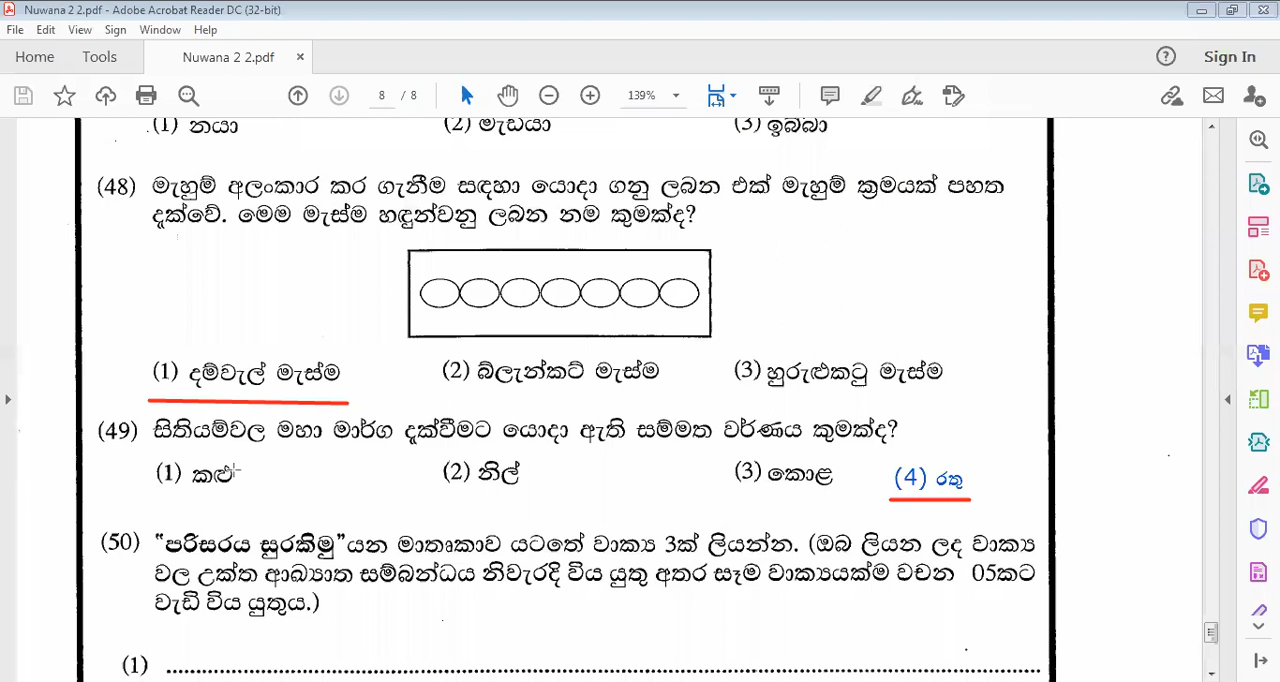 Nuwana 2 2.pdf - Adobe Acrobat Reader DC (32-bit)
File Edit View Sign Window Help
Home Tools Nuwana 2 2.pdf × Sign In
8 / 8 139%
(1) නයා (2) මැඩියා (3) ඉබ්බා
(48) මැහුම් අලංකාර කර ගැනීම සඳහා යොදා ගනු ලබන එක් මැහුම් ක්‍රමයක් පහත
දැක්වේ. මෙම මැස්ම හඳුන්වනු ලබන නම කුමක්ද?
(1) දම්වැල් මැස්ම (2) බ්ලැන්කට් මැස්ම (3) හුරුළුකටු මැස්ම
(49) සිතියම්වල මහා මාර්ග දැක්වීමට යොදා ඇති සම්මත වර්ණය කුමක්ද?
(1) කළු (2) නිල් (3) කොළ (4) රතු
(50) “පරිසරය සුරකිමු”යන මාතෘකාව යටතේ වාක්‍ය 3ක් ලියන්න. (ඔබ ලියන ලද වාක්‍ය
වල උක්ත ආඛ්‍යාත සම්බන්ධය නිවැරදි විය යුතු අතර සෑම වාක්‍යයක්ම වචන 05කට
වැඩි විය යුතුය.)
(1) ........................................................................